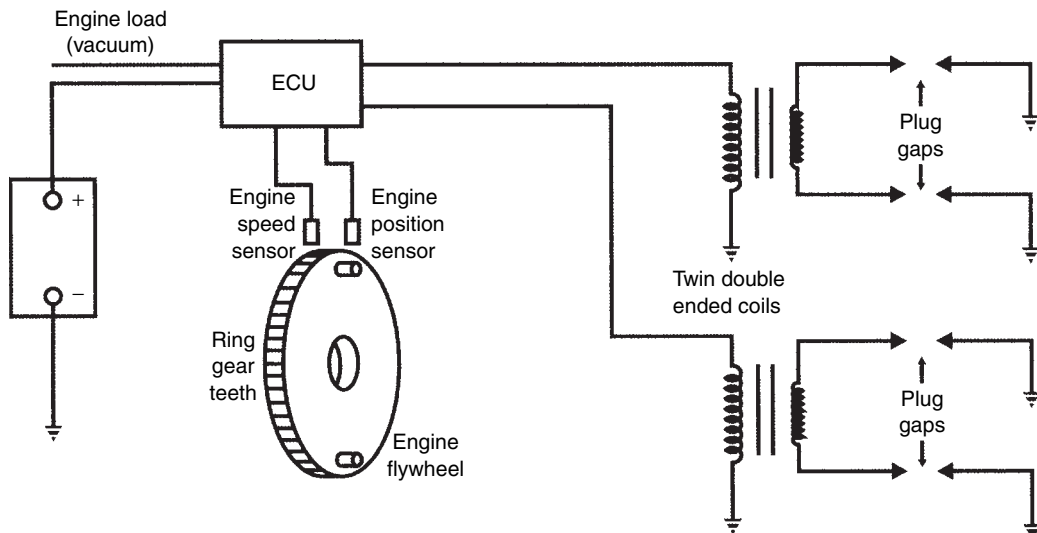 Engine load
(vacuum)
ECU
Plug
gaps
+
Engine
speed
sensor
Engine
position
sensor
−
Twin double
ended coils
Ring
gear
teeth
Plug
gaps
Engine
flywheel